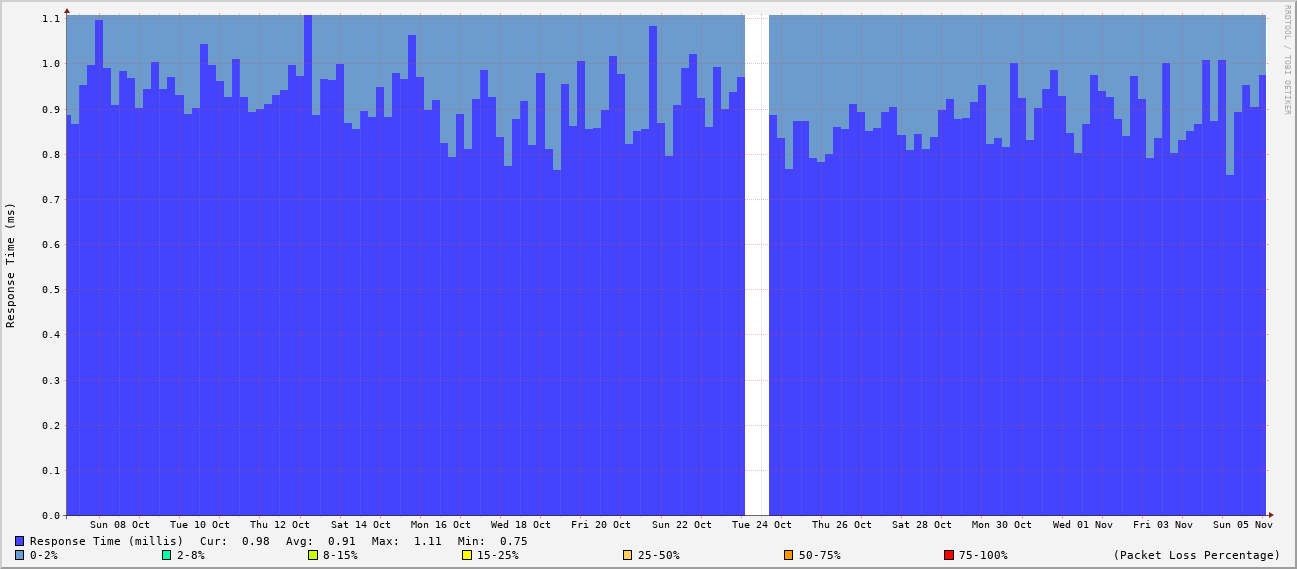 RRDTOOL / TOBI OETIKER
Response Time (ms)
1.1
1.0
0.9
0.8
0.7
0.6
0.5
0.4
0.3
0.2
0.1
0.0
Sun 08 Oct Tue 10 Oct Thu 12 Oct Sat 14 Oct Mon 16 Oct Wed 18 Oct Fri 20 Oct Sun 22 Oct Tue 24 Oct Thu 26 Oct Sat 28 Oct Mon 30 Oct Wed 01 Nov Fri 03 Nov Sun 05 Nov
Response Time (millis) Cur: 0.98 Avg: 0.91 Max: 1.11 Min: 0.75
0-2% 2-8% 8-15% 15-25% 25-50% 50-75% 75-100% (Packet Loss Percentage)